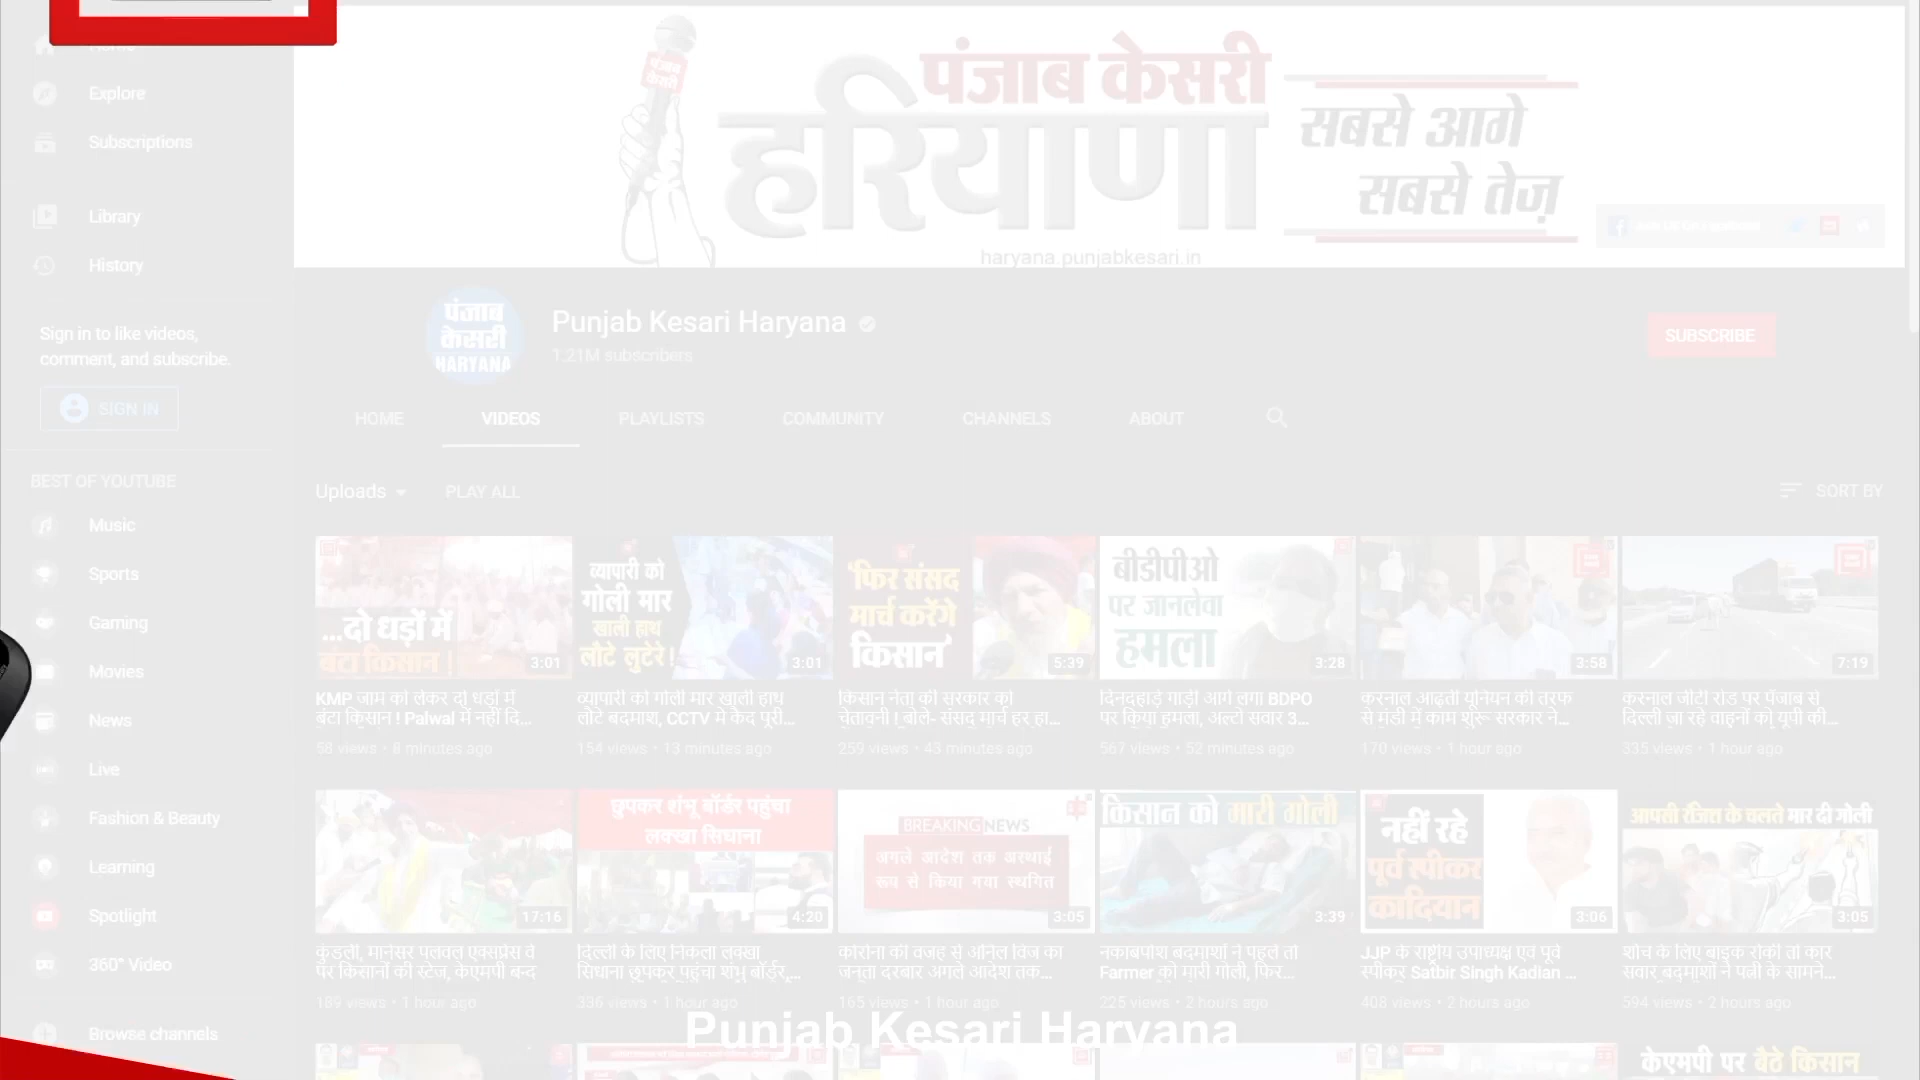 Home
Explore
Subscriptions
Library
History
Sign in to like videos,
comment, and subscribe.
SIGN IN
BEST OF YOUTUBE
Music
Sports
Gaming
Movies
News
Live
Fashion & Beauty
Learning
Spotlight
360° Video
Browse channels
पंजाब केसरी
हरियाणा
सबसे आगे
सबसे तेज़
haryana.punjabkesari.in
पंजाब
केसरी
HARYANA
Punjab Kesari Haryana
1.21M subscribers
SUBSCRIBE
HOME VIDEOS PLAYLISTS COMMUNITY CHANNELS ABOUT
Uploads PLAY ALL SORT BY
...दो धड़ों में
बंटा किसान !
3:01
KMP जाम को लेकर दो धड़ों में
बंटा किसान ! Palwal में नहीं दि...
58 views • 8 minutes ago
व्यापारी को
गोली मार
खाली हाथ
लौटे लुटेरे !
3:01
व्यापारी को गोली मार खाली हाथ
लौटे बदमाश, CCTV में कैद पूरी...
154 views • 13 minutes ago
'फिर संसद
मार्च करेंगे
किसान'
5:39
किसान नेता की सरकार को
चेतावनी ! बोले- संसद मार्च हर हा...
259 views • 43 minutes ago
बीडीपीओ
पर जानलेवा
हमला
3:28
दिनदहाड़े गाड़ी आगे लगा BDPO
पर किया हमला, अल्टो सवार 3...
567 views • 52 minutes ago
3:58
करनाल आढ़ती यूनियन की तरफ
से मंडी में काम शुरू सरकार ने...
170 views • 1 hour ago
7:19
करनाल जीटी रोड पर पंजाब से
दिल्ली जा रहे वाहनों को यूपी की...
335 views • 1 hour ago
17:16
कुंडली, मानेसर पलवल एक्सप्रेस वे
पर किसानों की स्टेज, केएमपी बन्द
189 views • 1 hour ago
छुपकर शंभू बॉर्डर पहुंचा
लक्खा सिधाना
4:20
दिल्ली के लिए निकला लक्खा
सिधाना छुपकर पहुंचा शंभू बॉर्डर,...
336 views • 1 hour ago
BREAKING NEWS
अगले आदेश तक अस्थाई
रूप से किया गया स्थगित
3:05
कोरोना की वजह से अनिल विज का
जनता दरबार अगले आदेश तक...
165 views • 1 hour ago
किसान को मारी गोली
3:39
नकाबपोश बदमाशों ने पहले तो
Farmer को मारी गोली, फिर...
225 views • 2 hours ago
नहीं रहे
पूर्व स्पीकर
कादियान
3:06
JJP के राष्ट्रीय उपाध्यक्ष एवं पूर्व
स्पीकर Satbir Singh Kadian ...
408 views • 2 hours ago
आपसी रंजिश के चलते मार दी गोली
3:05
शौच के लिए बाइक रोकी तो कार
सवार बदमाशों ने पत्नी के सामने...
594 views • 2 hours ago
केएमपी पर बैठे किसान
Punjab Kesari Haryana